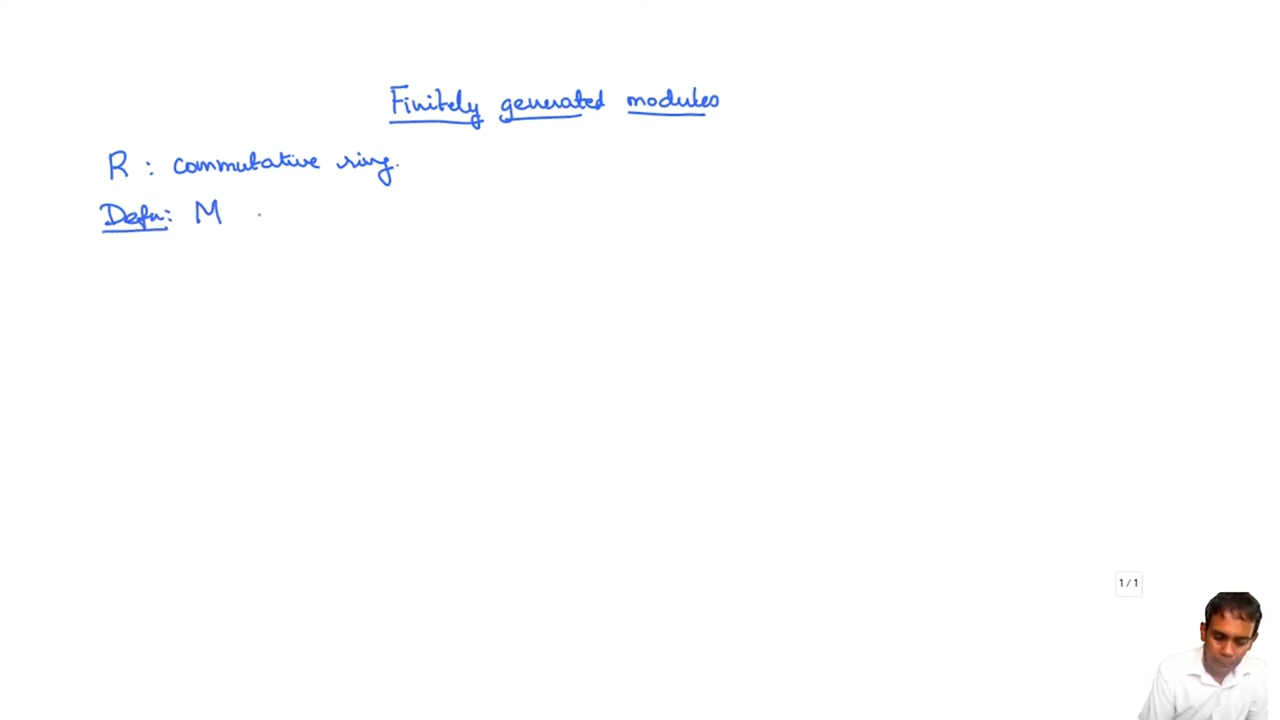 Finitely generated modules
R : commutative ring.
Defn: M
1 / 1